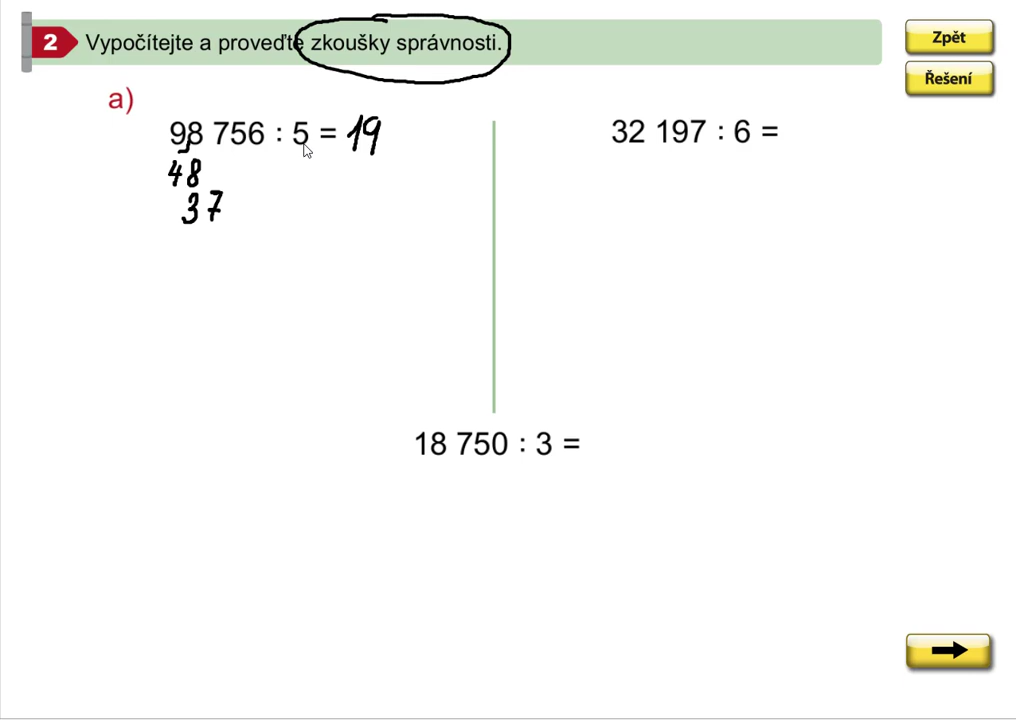 2 Vypočítejte a proveďte zkoušky správnosti.
Zpět
Řešení
a)
98 756 : 5 = 19
48
37
32 197 : 6 =
18 750 : 3 =